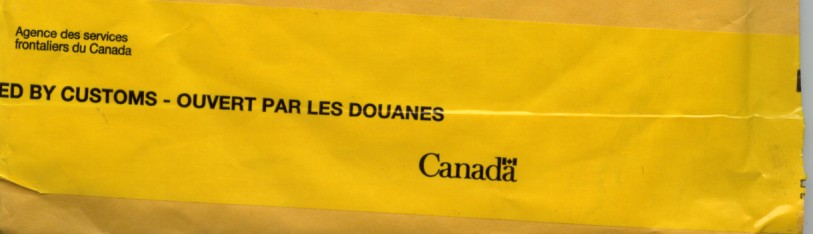 Agence des services
frontaliers du Canada
ED BY CUSTOMS - OUVERT PAR LES DOUANES
Canada